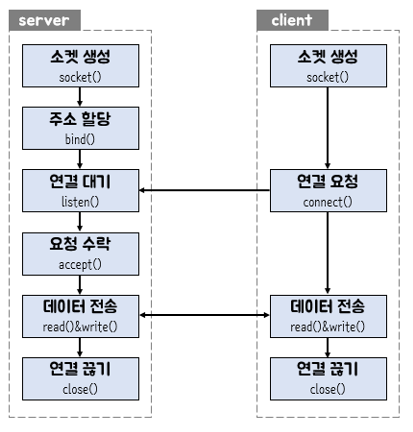 server
소켓 생성
socket()
주소 할당
bind()
연결 대기
listen()
요청 수락
accept()
데이터 전송
read()&write()
연결 끊기
close()
client
소켓 생성
socket()
연결 요청
connect()
데이터 전송
read()&write()
연결 끊기
close()